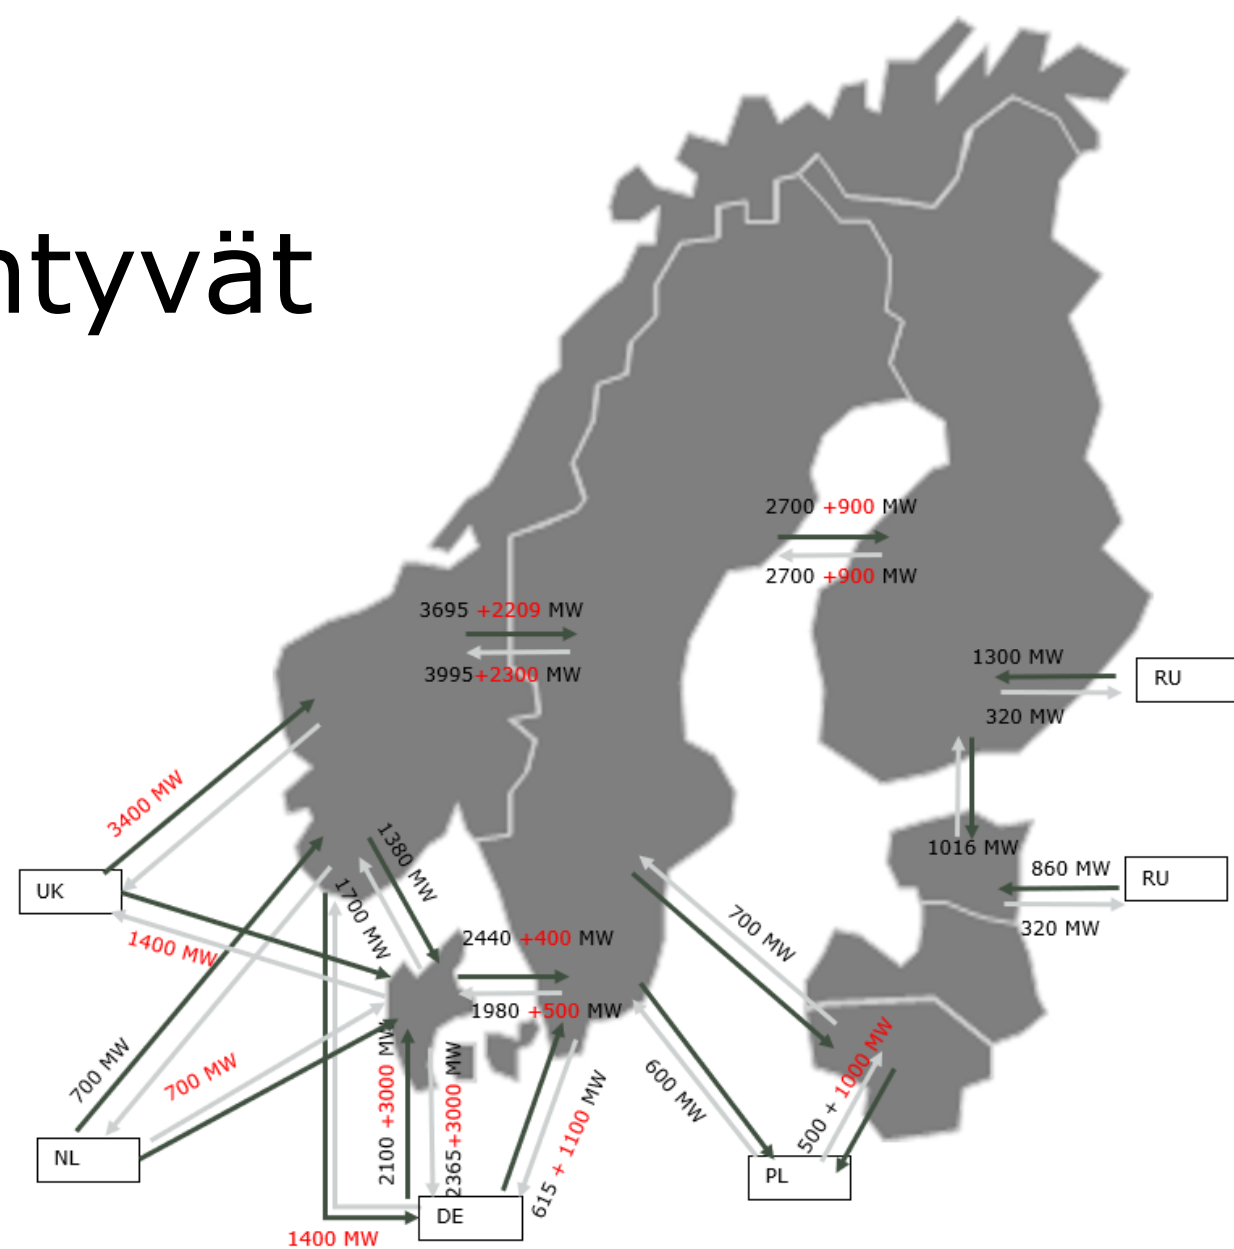 ntyvät
2700 +900 MW
2700 +900 MW
3695 +2209 MW
3995+2300 MW
1300 MW
RU
320 MW
3400 MW
1380 MW
1016 MW
860 MW
RU
UK
1700 MW
320 MW
700 MW
1400 MW
2440 +400 MW
1980 +500 MW
700 MW
700 MW
2100 +3000 MW
2365+3000 MW
600 MW
500 + 1000 MW
615 + 1100 MW
NL
PL
DE
1400 MW